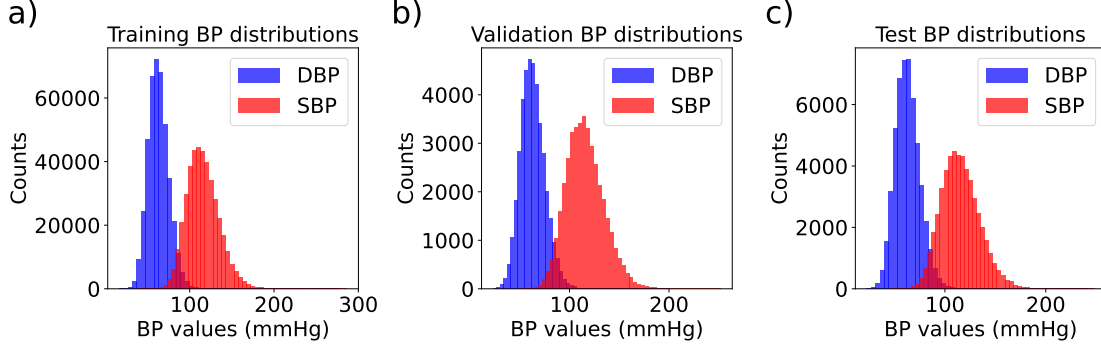 a)
Training BP distributions
DBP
SBP
Counts
60000
40000
20000
0
100
200
300
BP values (mmHg)
b)
Validation BP distributions
DBP
SBP
Counts
4000
3000
2000
1000
0
100
200
BP values (mmHg)
c)
Test BP distributions
DBP
SBP
Counts
6000
4000
2000
0
100
200
BP values (mmHg)